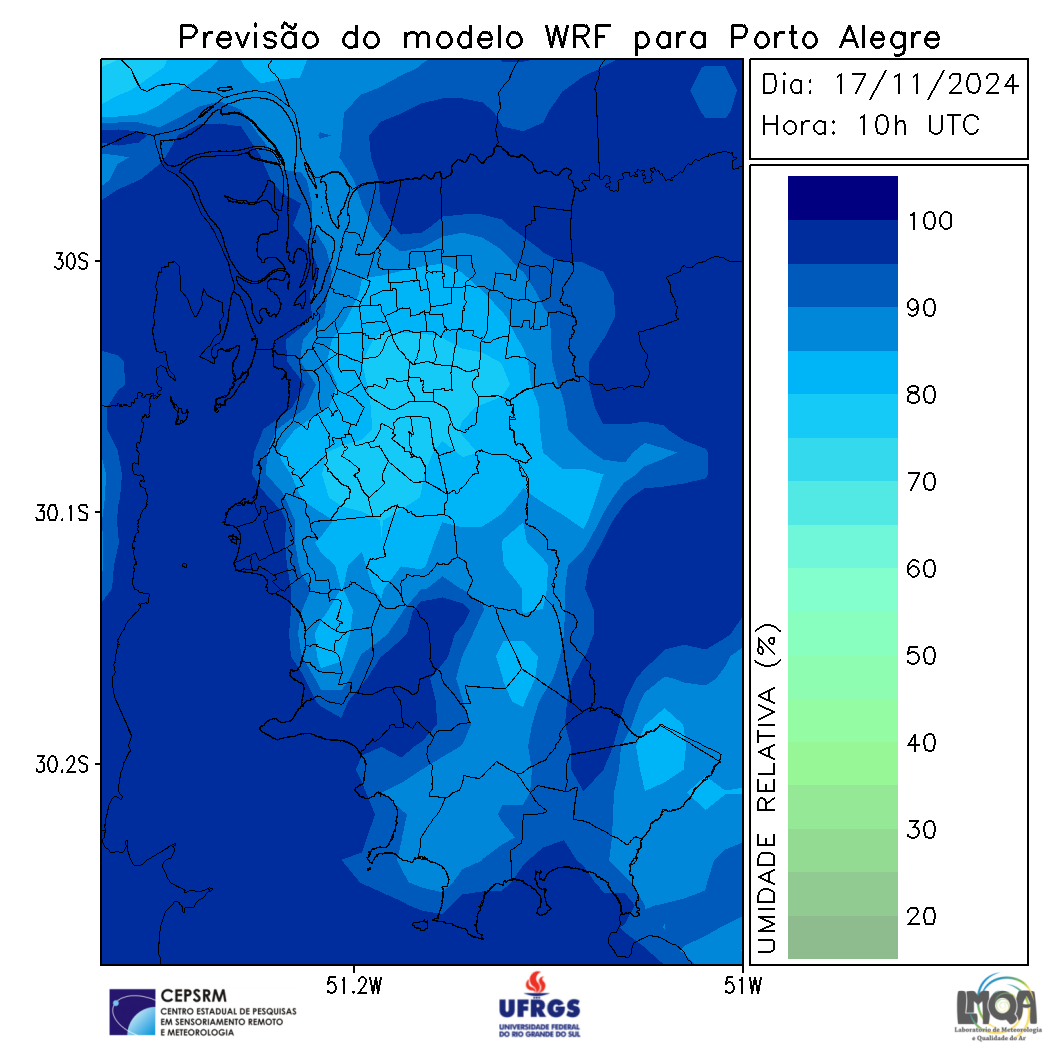 Previsão do modelo WRF para Porto Alegre
Dia: 17/11/2024
Hora: 10h UTC
30S
30.1S
30.2S
51.2W
51W
UMIDADE RELATIVA (%)
100
90
80
70
60
50
40
30
20
CEPSRM
CENTRO ESTADUAL DE PESQUISAS
EM SENSORIAMENTO REMOTO
E METEOROLOGIA
UFRGS
UNIVERSIDADE FEDERAL
DO RIO GRANDE DO SUL
LMQA
Laboratório de Meteorologia
e Qualidade do Ar